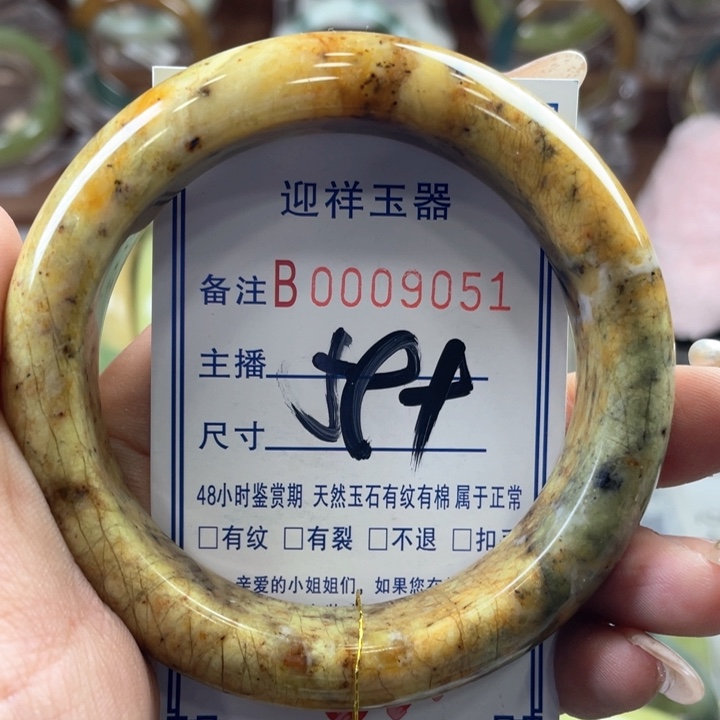 迎祥玉器
备注B0009051
主播
尺寸
48小时鉴赏期 天然玉石有纹有棉属于正常
□有纹 □有裂 □不退 □扣
亲爱的小姐姐们，如果您在